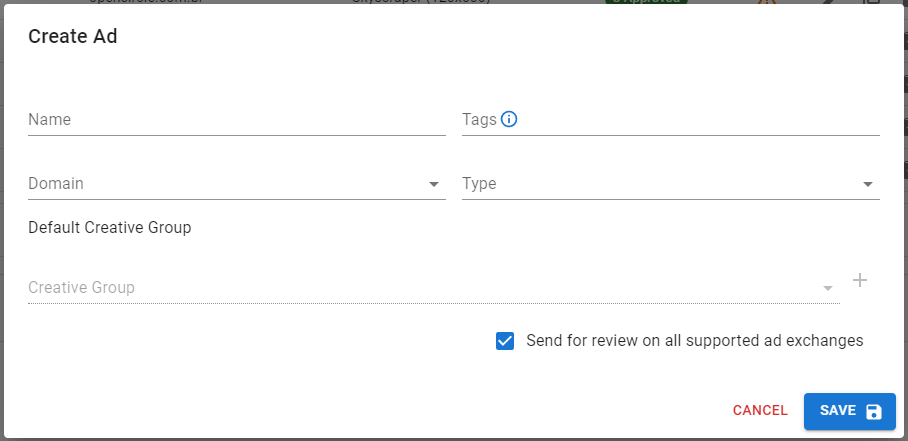 Create Ad
Name
Tags
Domain
Type
Default Creative Group
Creative Group
Send for review on all supported ad exchanges
CANCEL
SAVE